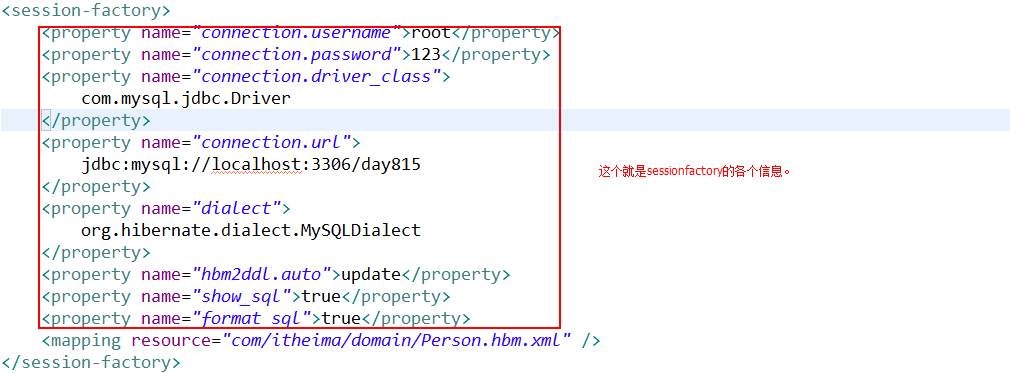 <session-factory>
<property name="connection.username">root</property>
<property name="connection.password">123</property>
<property name="connection.driver_class">
com.mysql.jdbc.Driver
</property>
<property name="connection.url">
jdbc:mysql://localhost:3306/day815
这个就是sessionfactory的各个信息。
</property>
<property name="dialect">
org.hibernate.dialect.MySQLDialect
</property>
<property name="hbm2ddl.auto">update</property>
<property name="show_sql">true</property>
<property name="format_sql">true</property>
<mapping resource="com/itheima/domain/Person.hbm.xml" />
</session-factory>